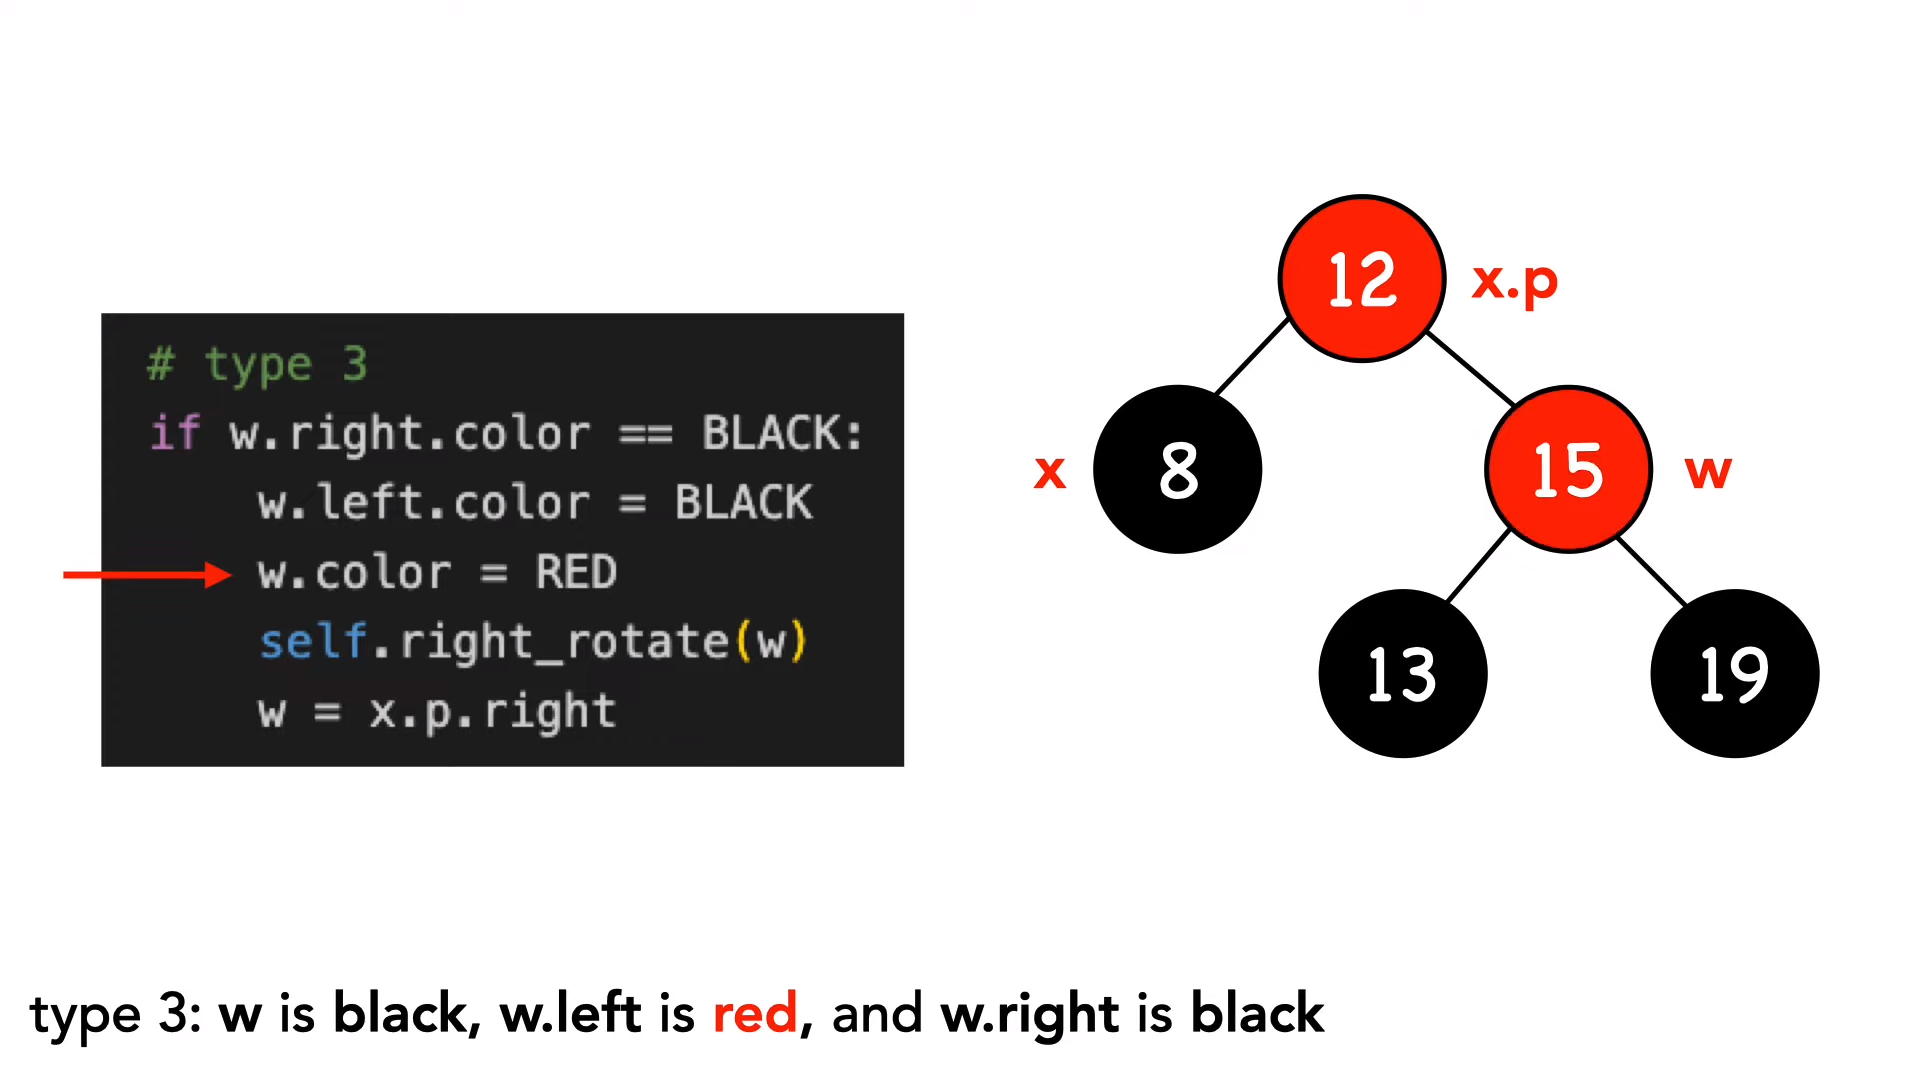 # type 3
if w.right.color == BLACK:
w.left.color = BLACK
w.color = RED
self.right_rotate(w)
w = x.p.right
12 x.p
x 8 15 w
13 19
type 3: w is black, w.left is red, and w.right is black